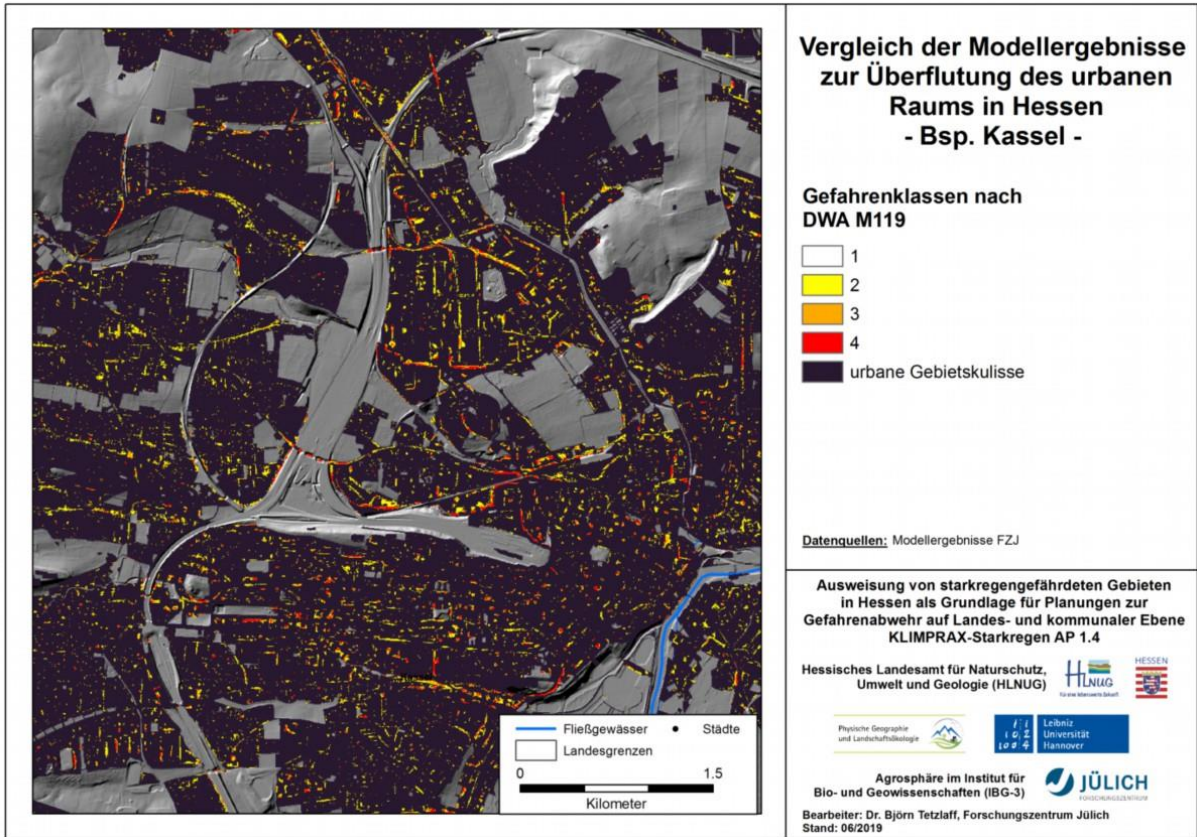 Vergleich der Modellergebnisse
zur Überflutung des urbanen
Raums in Hessen
- Bsp. Kassel -
Gefahrenklassen nach
DWA M119
1
2
3
4
urbane Gebietskulisse
Datenquellen: Modellergebnisse FZJ
Fließgewässer
Städte
Landesgrenzen
0
1.5
Kilometer
Ausweisung von starkregengefährdeten Gebieten
in Hessen als Grundlage für Planungen zur
Gefahrenabwehr auf Landes- und kommunaler Ebene
KLIMPRAX-Starkregen AP 1.4
Hessisches Landesamt für Naturschutz,
Umwelt und Geologie (HLNUG)
HLNUG
Für eine lebenswerte Zukunft
HESSEN
Physische Geographie
und Landschaftsökologie
Leibniz
Universität
Hannover
Agrosphäre im Institut für
Bio- und Geowissenschaften (IBG-3)
JÜLICH
FORSCHUNGSZENTRUM
Bearbeiter: Dr. Björn Tetzlaff, Forschungszentrum Jülich
Stand: 06/2019